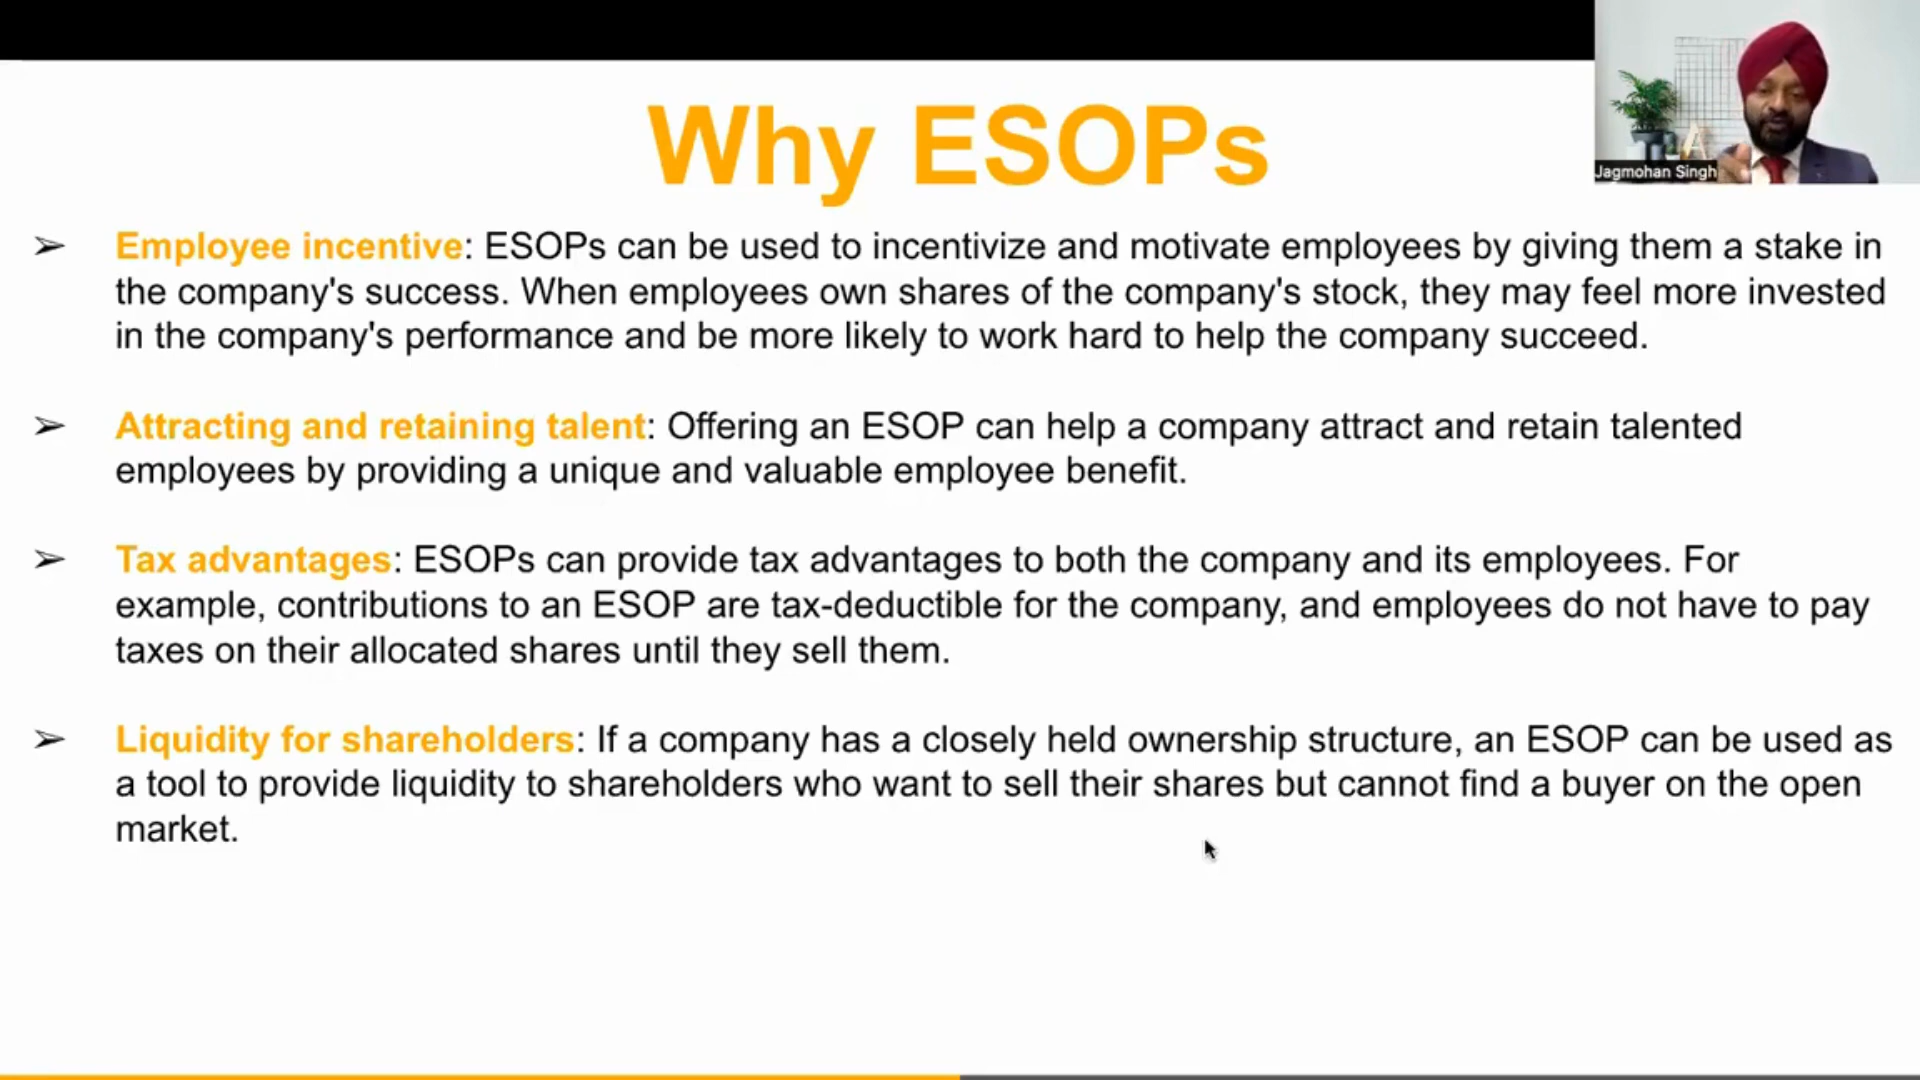 Why ESOPs
Jagmohan Singh
➢ Employee incentive: ESOPs can be used to incentivize and motivate employees by giving them a stake in
the company's success. When employees own shares of the company's stock, they may feel more invested
in the company's performance and be more likely to work hard to help the company succeed.
➢ Attracting and retaining talent: Offering an ESOP can help a company attract and retain talented
employees by providing a unique and valuable employee benefit.
➢ Tax advantages: ESOPs can provide tax advantages to both the company and its employees. For
example, contributions to an ESOP are tax-deductible for the company, and employees do not have to pay
taxes on their allocated shares until they sell them.
➢ Liquidity for shareholders: If a company has a closely held ownership structure, an ESOP can be used as
a tool to provide liquidity to shareholders who want to sell their shares but cannot find a buyer on the open
market.